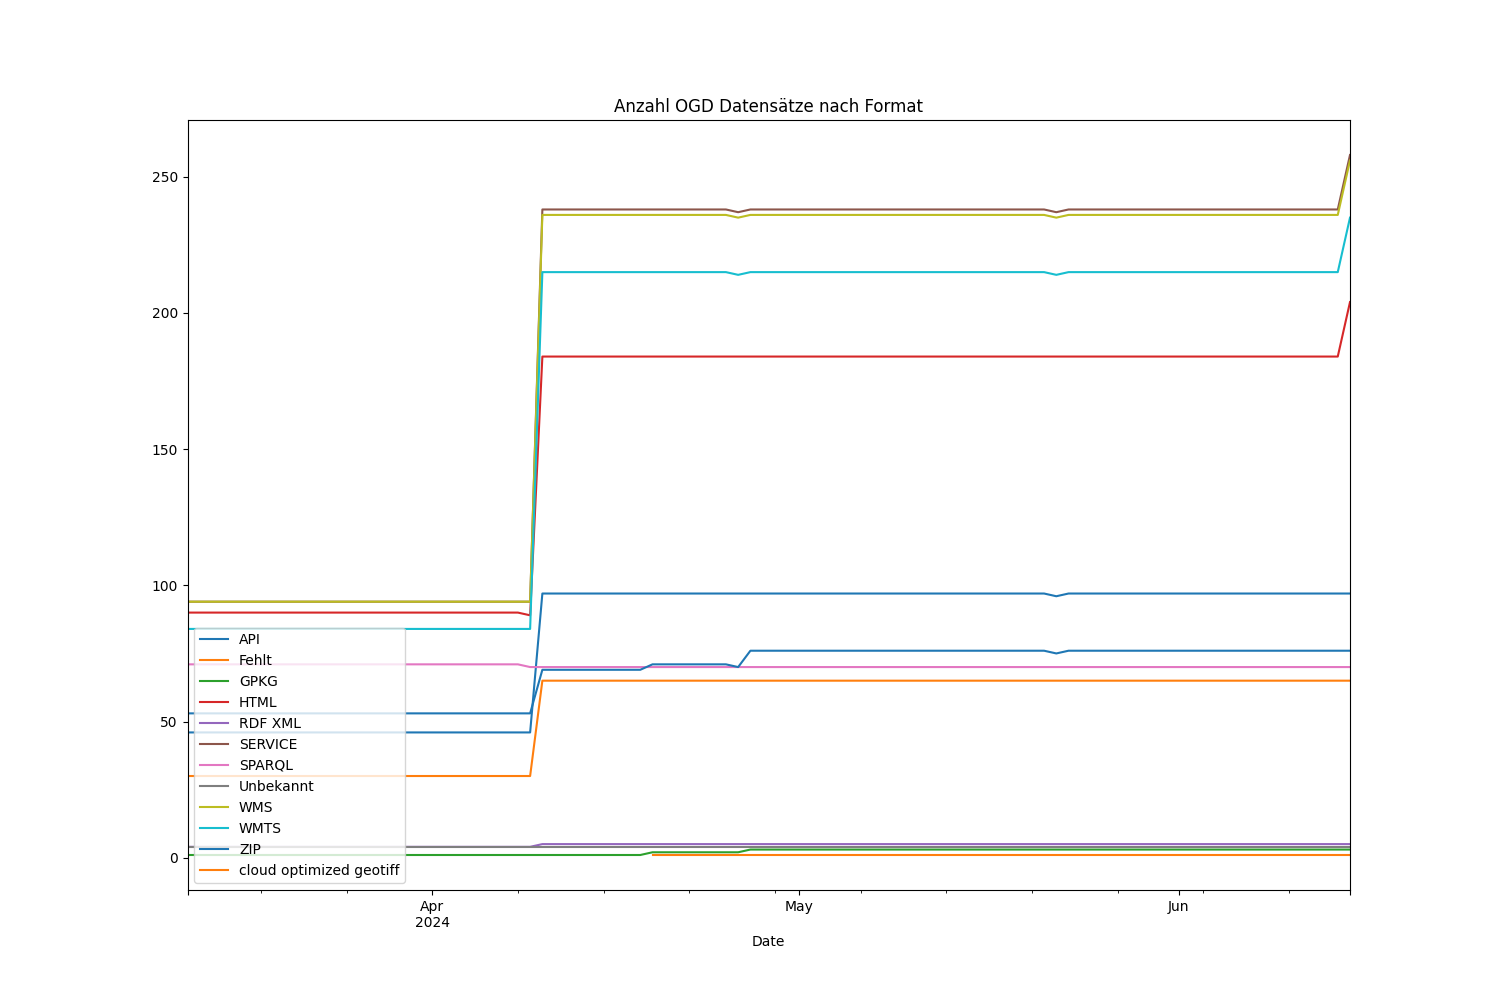 Anzahl OGD Datensätze nach Format
250
200
150
100
50
0
API
Fehlt
GPKG
HTML
RDF XML
SERVICE
SPARQL
Unbekannt
WMS
WMTS
ZIP
cloud optimized geotiff
Apr
2024
May
Jun
Date